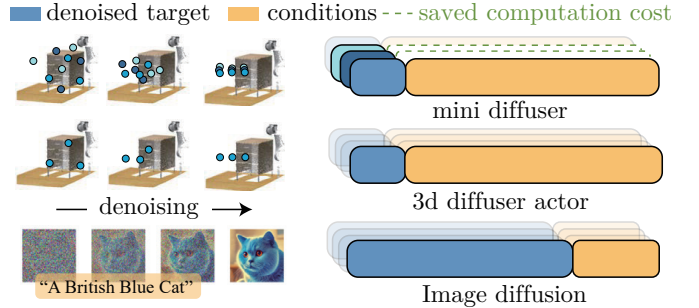 denoised target
conditions
saved computation cost
mini diffuser
3d diffuser actor
denoising
"A British Blue Cat"
Image diffusion